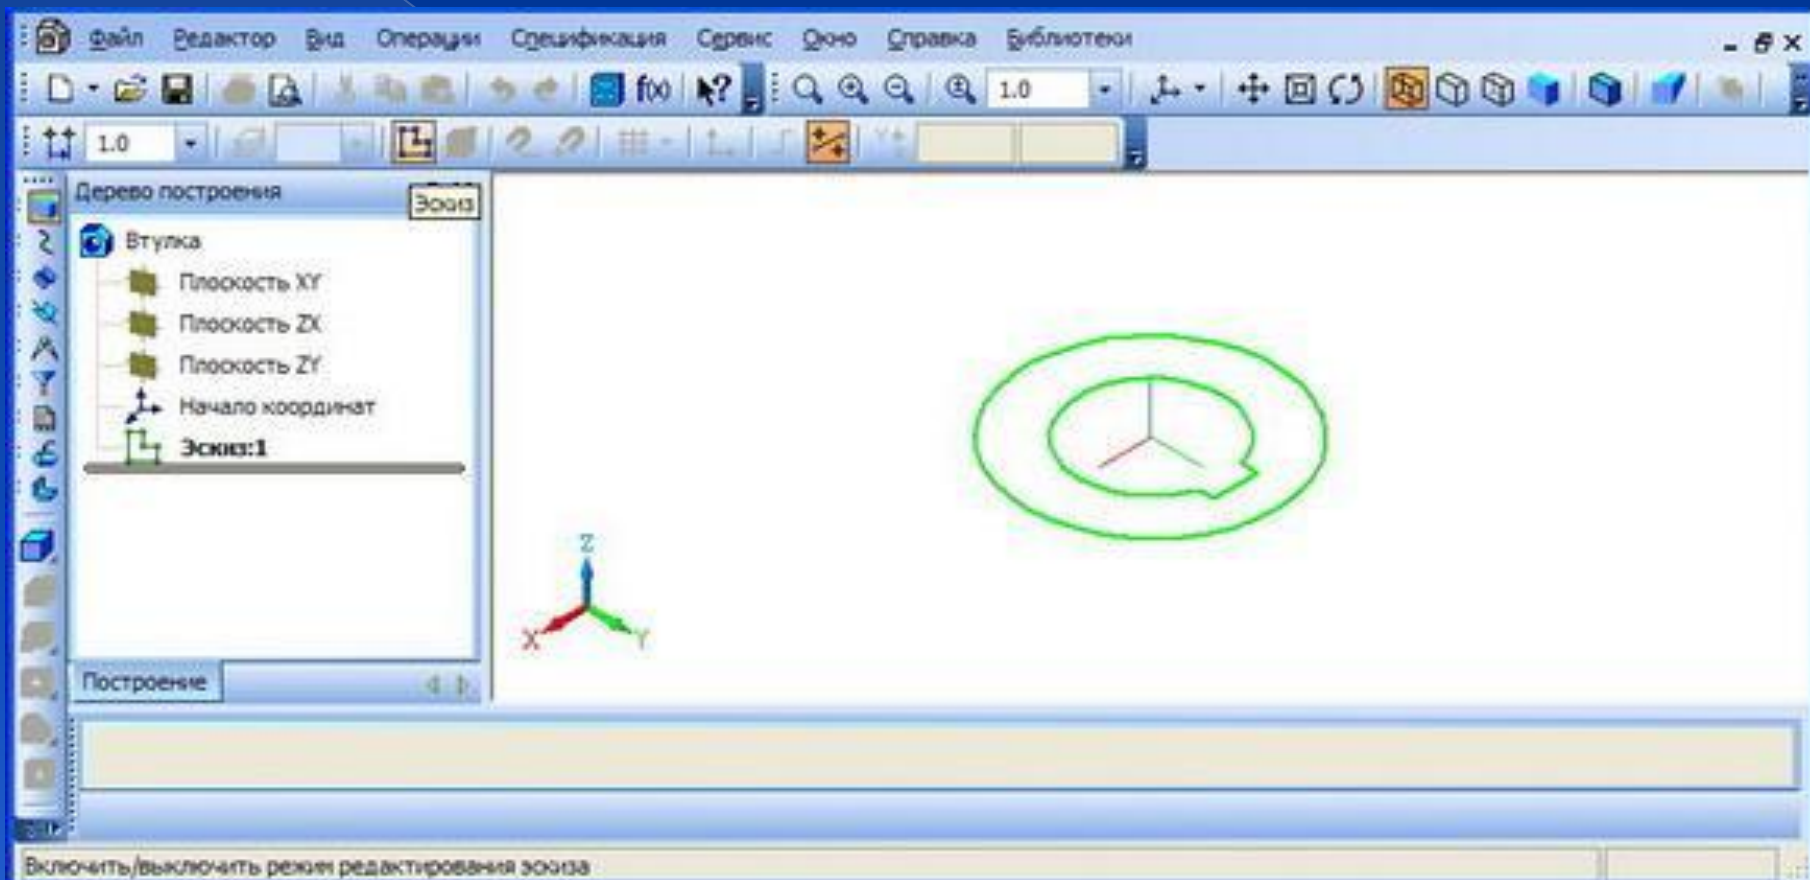 Файл Редактор Вид Операции Спецификация Сервис Окно Справка Библиотеки
f(x) ? 1.0
1.0
Дерево построения
Эскиз
Втулка
Плоскость XY
Плоскость ZX
Плоскость ZY
Начало координат
Эскиз:1
Z
X Y
Построение
Включить/выключить режим редактирования эскиза